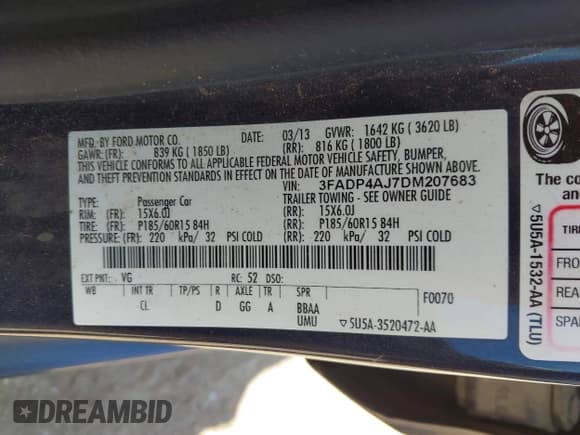 MFD. BY FORD MOTOR CO.
DATE: 03/13 GVWR: 1642 KG ( 3620 LB)
GAWR:(FR): 839 KG ( 1850 LB) (RR): 816 KG ( 1800 LB)
THIS VEHICLE CONFORMS TO ALL APPLICABLE FEDERAL MOTOR VEHICLE SAFETY, BUMPER,
AND THEFT PREVENTION STANDARDS IN EFFECT ON THE DATE OF MANUFACTURE SHOWN ABOVE.
VIN: 3FADP4AJ7DM207683
TYPE: Passenger Car TRAILER TOWING - SEE OWNER GUIDE
RIM: (FR): 15X6.0J (RR): 15X6.0J
TIRE: (FR): P185/60R15 84H (RR): P185/60R15 84H
PRESSURE: (FR): 220 kPa/ 32 PSI COLD (RR): 220 kPa/ 32 PSI COLD
EXT PNT: VG RC: 52 DSO:
WB INT TR TP/PS R AXLE TR SPR F0070
CL D GG A BBAA
UMU ▽5U5A-3520472-AA
The co
an
▽5U5A-1532-AA (TLU)
TIRE
FRO
REA
SPA
DREAMBID